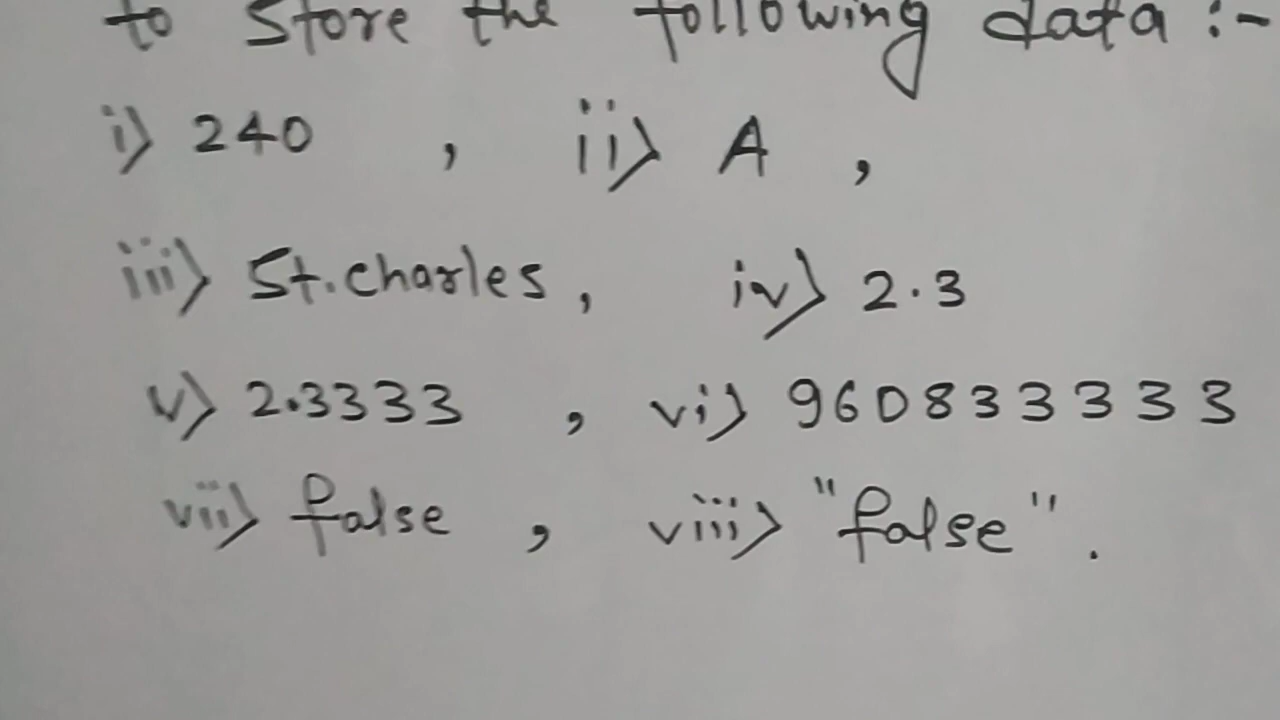 to store the following data :-
i) 240 , ii) A ,
iii) St. charles, iv) 2.3
v) 2.3333 , vi) 960833333
vii) false , viii) "false".